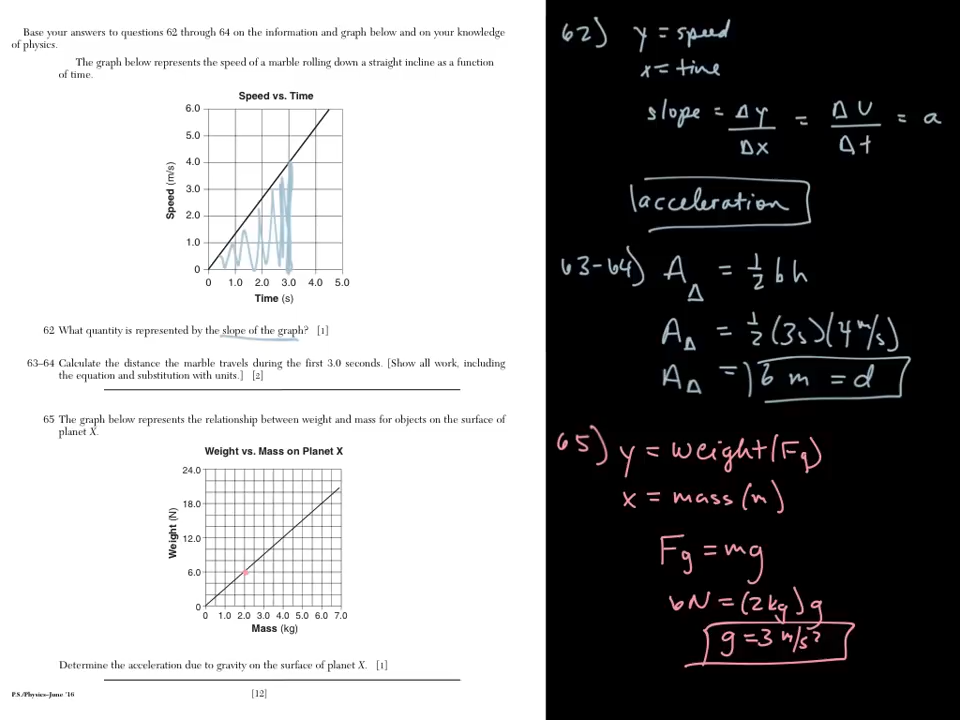 Base your answers to questions 62 through 64 on the information and graph below and on your knowledge
of physics.
The graph below represents the speed of a marble rolling down a straight incline as a function
of time.
Speed vs. Time
Speed (m/s)
6.0
5.0
4.0
3.0
2.0
1.0
0
0 1.0 2.0 3.0 4.0 5.0
Time (s)
62 What quantity is represented by the slope of the graph? [1]
63–64 Calculate the distance the marble travels during the first 3.0 seconds. [Show all work, including
the equation and substitution with units.] [2]
65 The graph below represents the relationship between weight and mass for objects on the surface of
planet X.
Weight vs. Mass on Planet X
Weight (N)
24.0
18.0
12.0
6.0
0
0 1.0 2.0 3.0 4.0 5.0 6.0 7.0
Mass (kg)
Determine the acceleration due to gravity on the surface of planet X. [1]
P.S./Physics–June '16
[12]
62) y = speed
x = time
slope = Δy/Δx = ΔU/Δt = a
acceleration
63-64) A_Δ = 1/2 bh
A_Δ = 1/2 (3s)(4 m/s)
A_Δ = 6 m = d
65) y = weight (Fg)
x = mass (m)
Fg = mg
6N = (2kg)g
g = 3 m/s²